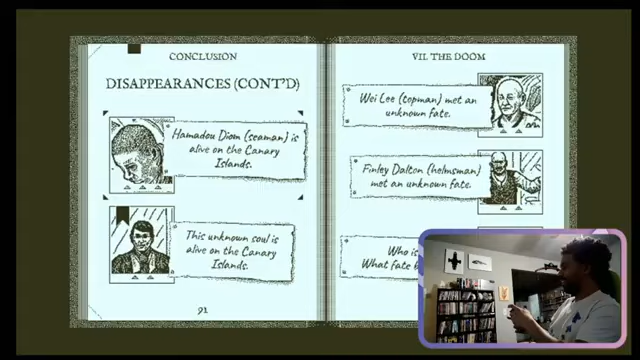 CONCLUSION
DISAPPEARANCES (CONT'D)
Hamadou Diom (seaman) is
alive on the Canary
Islands.
This unknown soul is
alive on the Canary
Islands.
91
VII. THE DOOM
Wei Lee (topman) met an
unknown fate.
Finley Dalton (helmsman)
met an unknown fate.
Who is
What fate